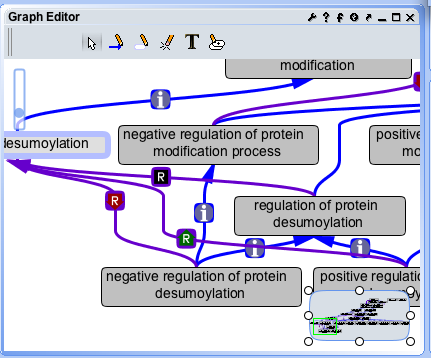 Graph Editor
T
modification
desumoylation
negative regulation of protein
modification process
positive
mo
R
i
R
i
regulation of protein
desumoylation
R
i
i
negative regulation of protein
desumoylation
positive regulatio